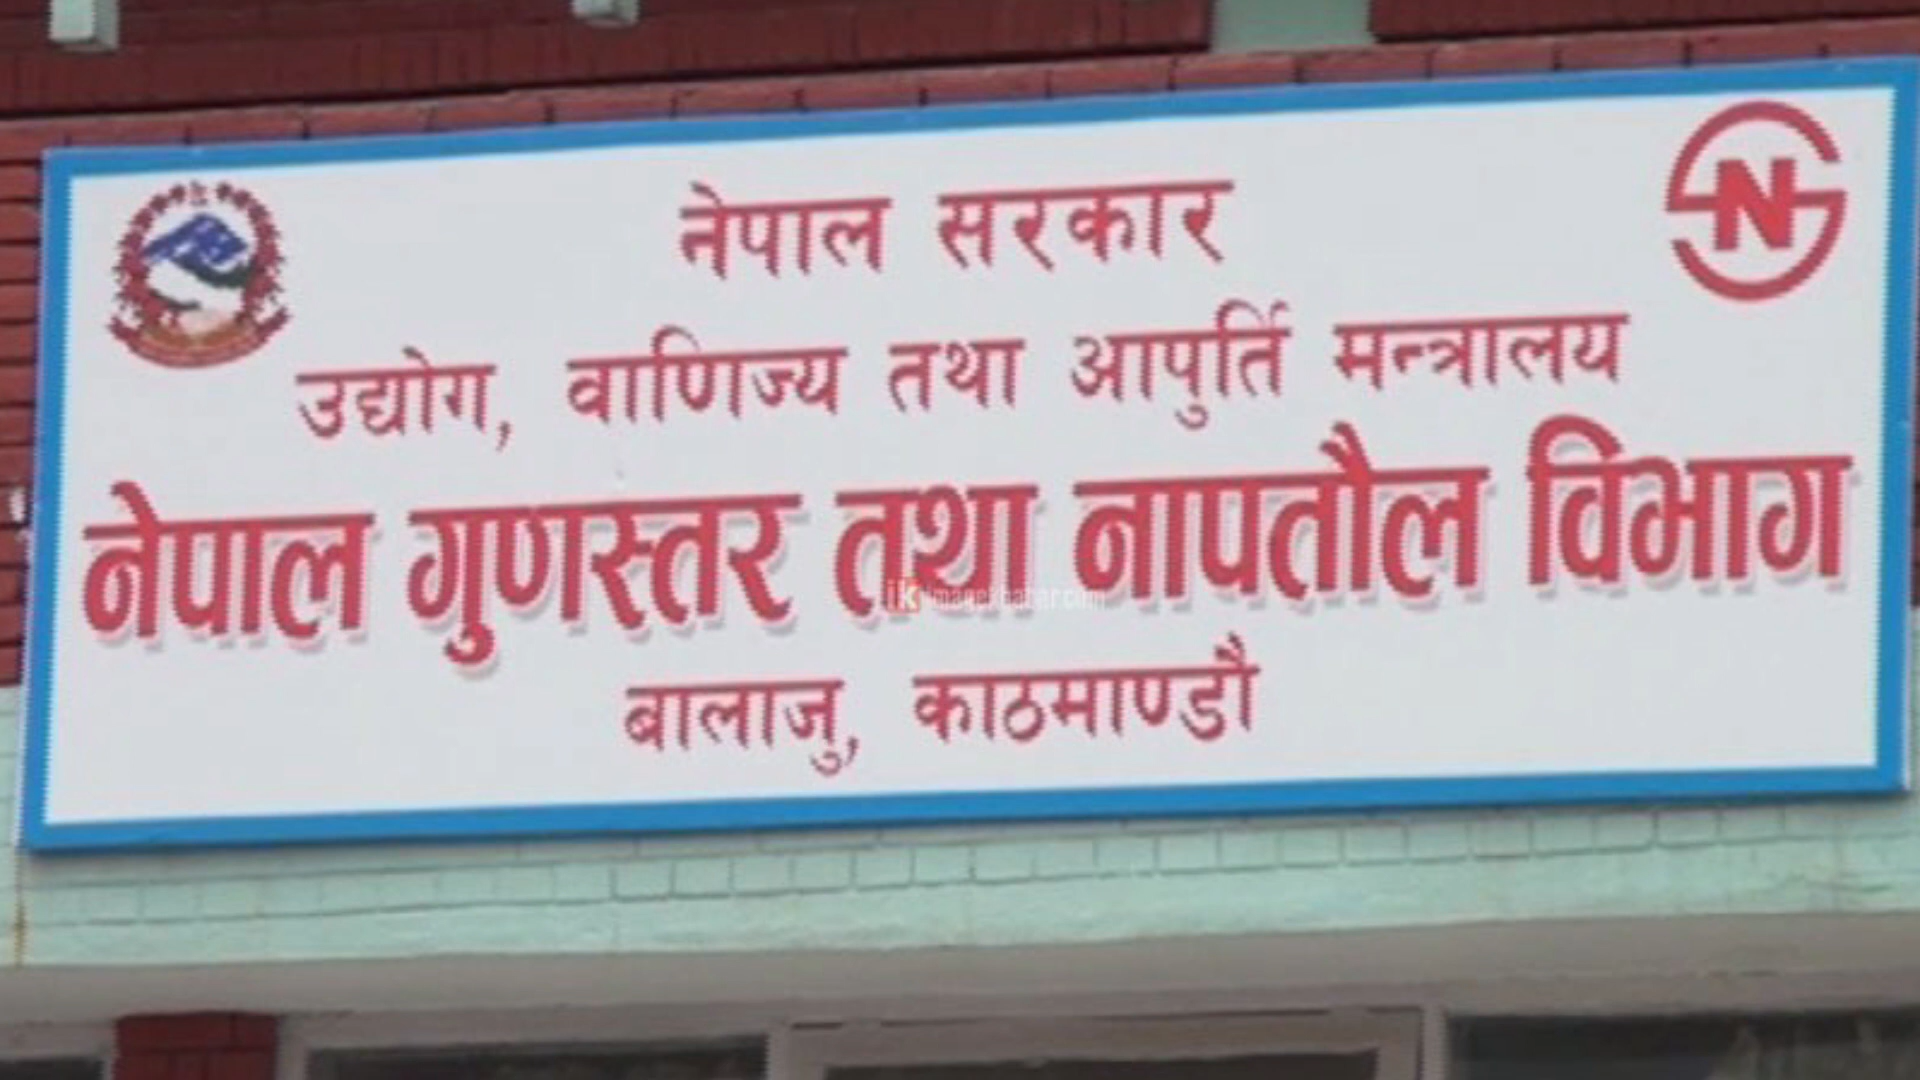 नेपाल सरकार
N
उद्योग, वाणिज्य तथा आपुर्ति मन्त्रालय
नेपाल गुणस्तर तथा नापतौल विभाग
बालाजु, काठमाण्डौ